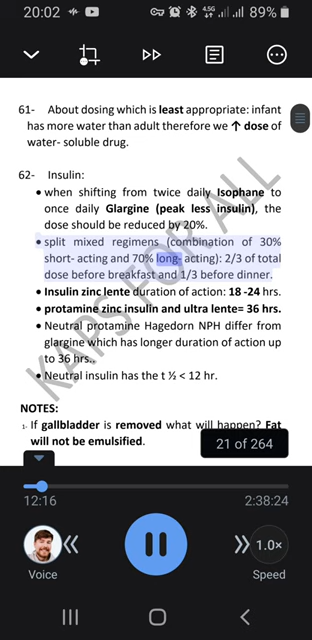 20:02 4.5G 89%
61- About dosing which is least appropriate: infant
has more water than adult therefore we ↑ dose of
water- soluble drug.
62- Insulin:
• when shifting from twice daily Isophane to
once daily Glargine (peak less insulin), the
dose should be reduced by 20%.
• split mixed regimens (combination of 30%
short- acting and 70% long- acting): 2/3 of total
dose before breakfast and 1/3 before dinner.
• Insulin zinc lente duration of action: 18 -24 hrs.
• protamine zinc insulin and ultra lente= 36 hrs.
• Neutral protamine Hagedorn NPH differ from
glargine which has longer duration of action up
to 36 hrs..
• Neutral insulin has the t ½ < 12 hr.
KAPS FOR ALL
NOTES:
1- If gallbladder is removed what will happen? Fat
will not be emulsified.
21 of 264
12:16 2:38:24
1.0×
Voice Speed